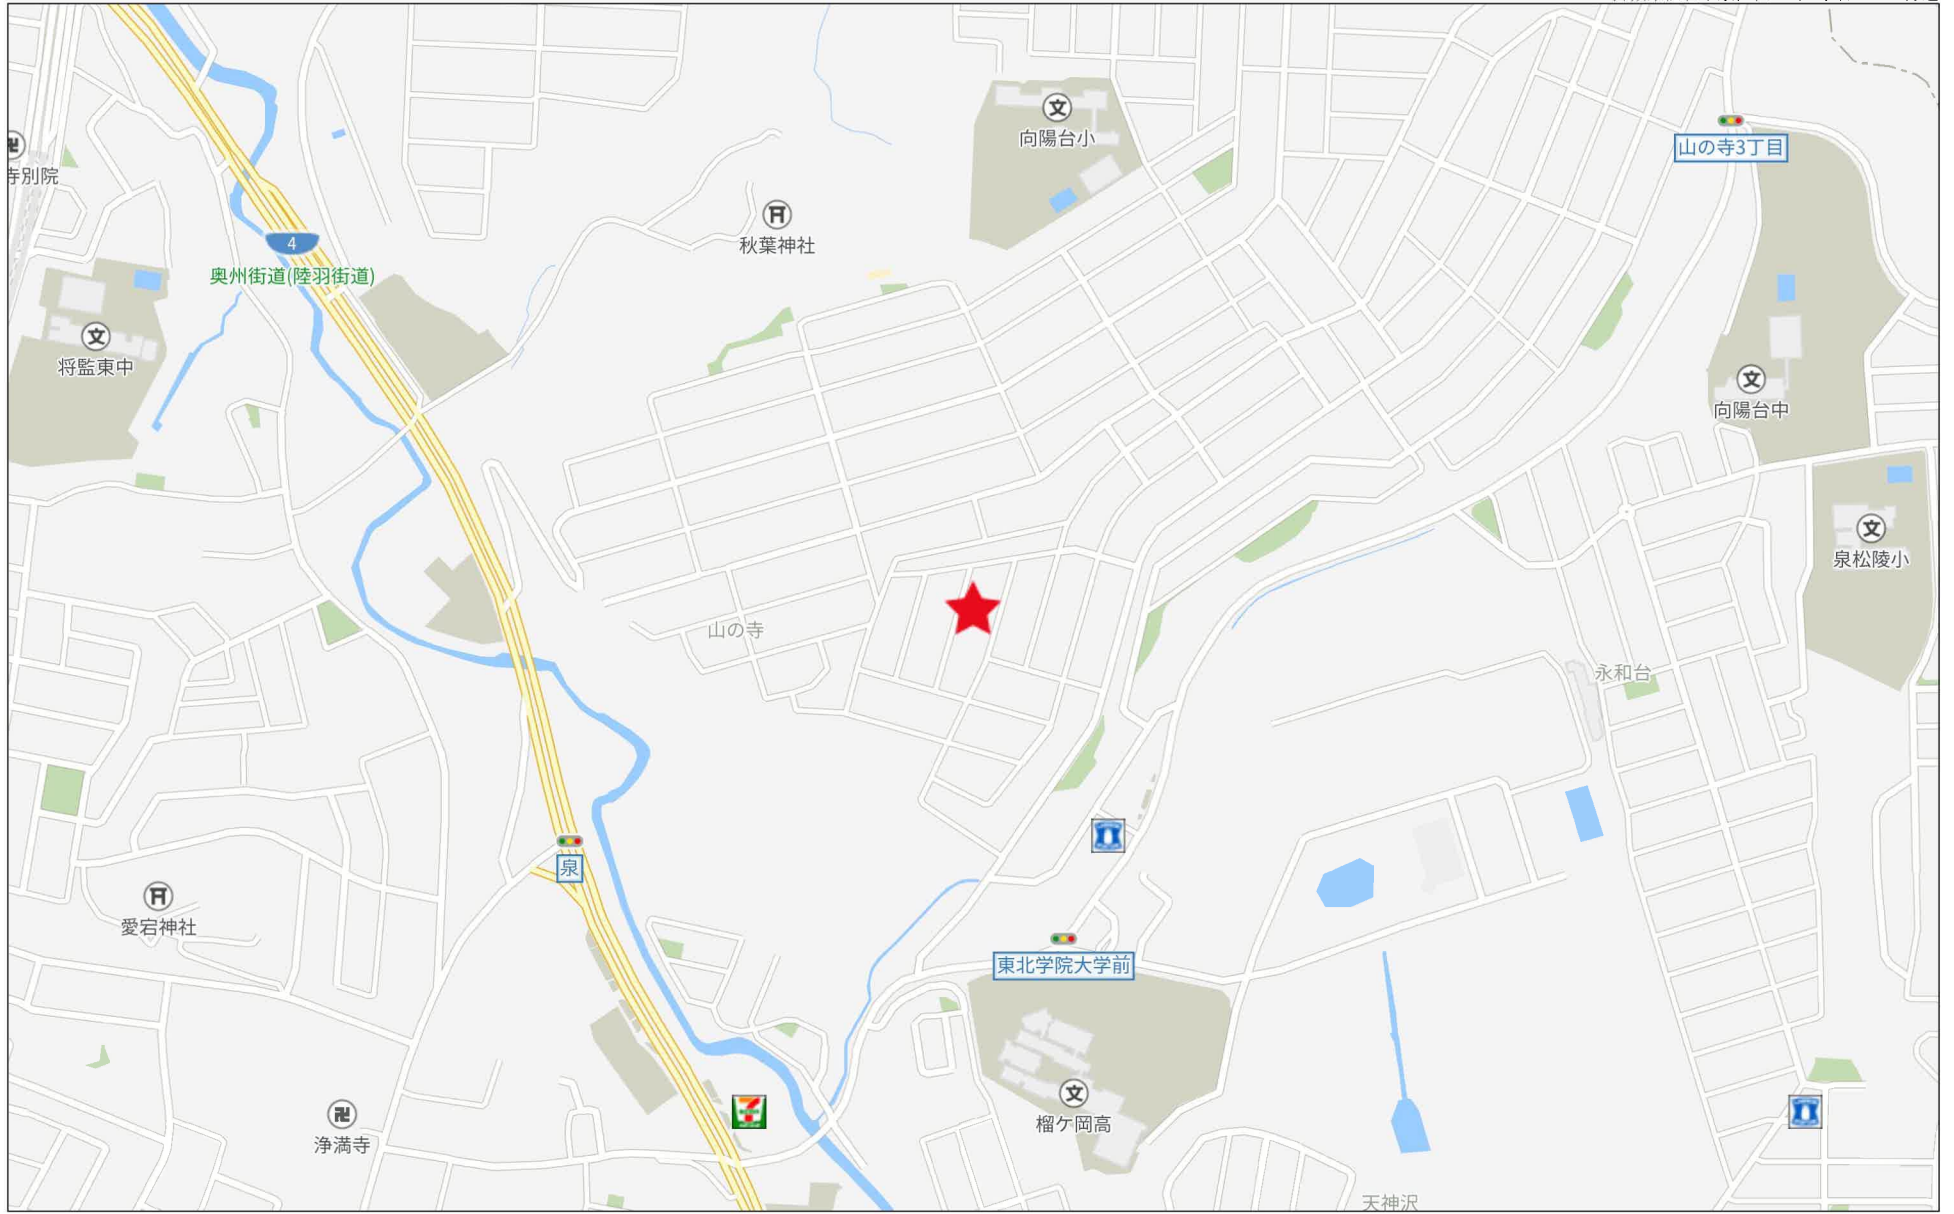 向陽台小
山の寺3丁目
寺別院
秋葉神社
4
奥州街道(陸羽街道)
将監東中
向陽台中
泉松陵小
山の寺
永和台
泉
愛宕神社
東北学院大学前
浄満寺
榴ケ岡高
天神沢